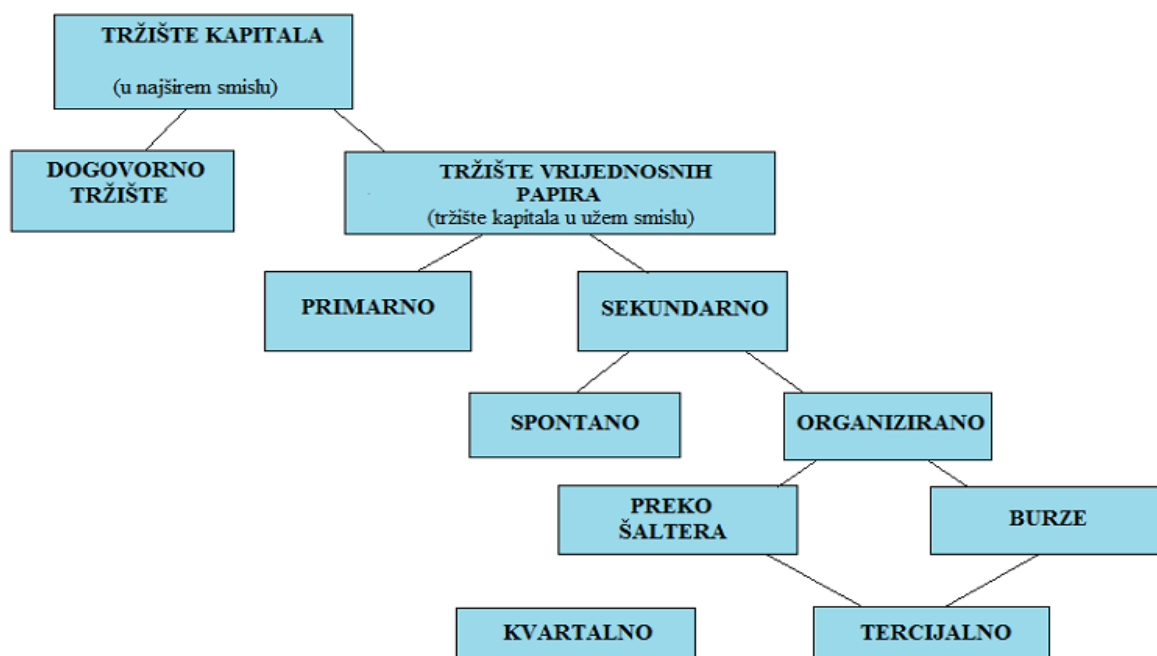 TRŽIŠTE KAPITALA
(u najširem smislu)
DOGOVORNO
TRŽIŠTE
TRŽIŠTE VRIJEDNOSNIH
PAPIRA
(tržište kapitala u užem smislu)
PRIMARNO
SEKUNDARNO
SPONTANO
ORGANIZIRANO
PREKO
ŠALTERA
BURZE
KVARTALNO
TERCIJALNO